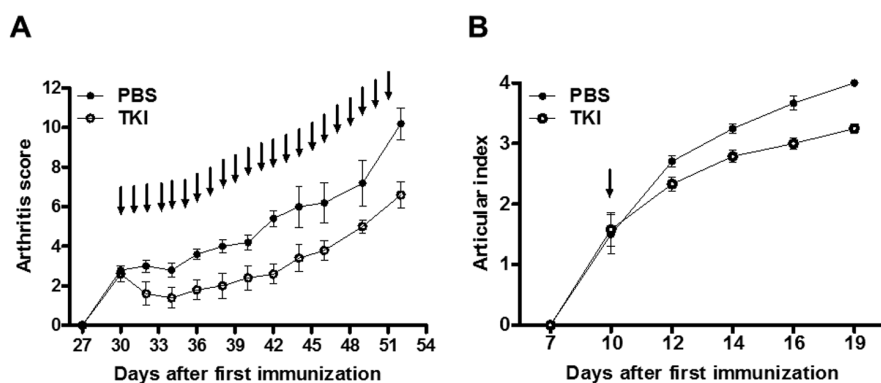 A
Arthritis score
12
10
8
6
4
2
0
PBS
TKI
27 30 33 36 39 42 45 48 51 54
Days after first immunization
B
Articular index
4
3
2
1
0
PBS
TKI
7 10 12 14 16 19
Days after first immunization